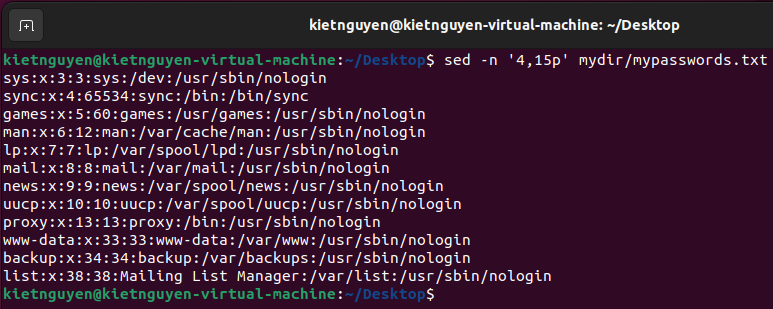 kietnguyen@kietnguyen-virtual-machine: ~/Desktop
kietnguyen@kietnguyen-virtual-machine:~/Desktop$ sed -n '4,15p' mydir/mypasswords.txt
sys:x:3:3:sys:/dev:/usr/sbin/nologin
sync:x:4:65534:sync:/bin:/bin/sync
games:x:5:60:games:/usr/games:/usr/sbin/nologin
man:x:6:12:man:/var/cache/man:/usr/sbin/nologin
lp:x:7:7:lp:/var/spool/lpd:/usr/sbin/nologin
mail:x:8:8:mail:/var/mail:/usr/sbin/nologin
news:x:9:9:news:/var/spool/news:/usr/sbin/nologin
uucp:x:10:10:uucp:/var/spool/uucp:/usr/sbin/nologin
proxy:x:13:13:proxy:/bin:/usr/sbin/nologin
www-data:x:33:33:www-data:/var/www:/usr/sbin/nologin
backup:x:34:34:backup:/var/backups:/usr/sbin/nologin
list:x:38:38:Mailing List Manager:/var/list:/usr/sbin/nologin
kietnguyen@kietnguyen-virtual-machine:~/Desktop$